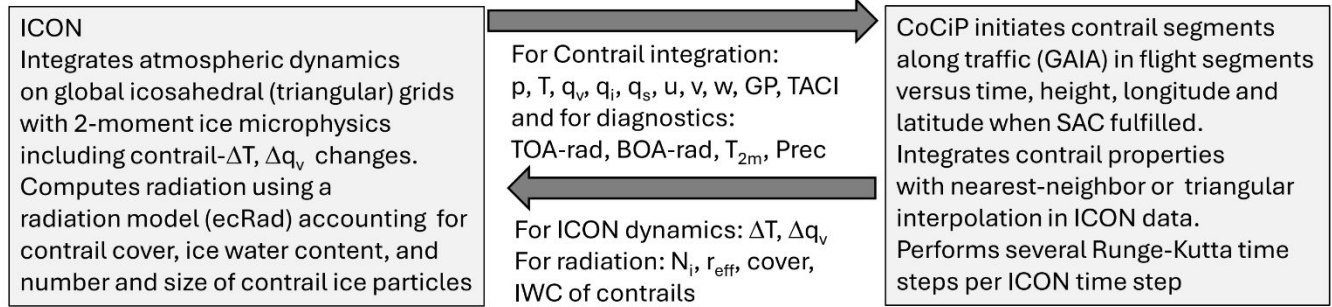 ICON
Integrates atmospheric dynamics
on global icosahedral (triangular) grids
with 2-moment ice microphysics
including contrail-ΔT, Δqᵥ changes.
Computes radiation using a
radiation model (ecRad) accounting for
contrail cover, ice water content, and
number and size of contrail ice particles
For Contrail integration:
p, T, qᵥ, qᵢ, qₛ, u, v, w, GP, TACI
and for diagnostics:
TOA-rad, BOA-rad, T₂ₘ, Prec
For ICON dynamics: ΔT, Δqᵥ
For radiation: Nᵢ, r_eff, cover,
IWC of contrails
CoCiP initiates contrail segments
along traffic (GAIA) in flight segments
versus time, height, longitude and
latitude when SAC fulfilled.
Integrates contrail properties
with nearest-neighbor or triangular
interpolation in ICON data.
Performs several Runge-Kutta time
steps per ICON time step